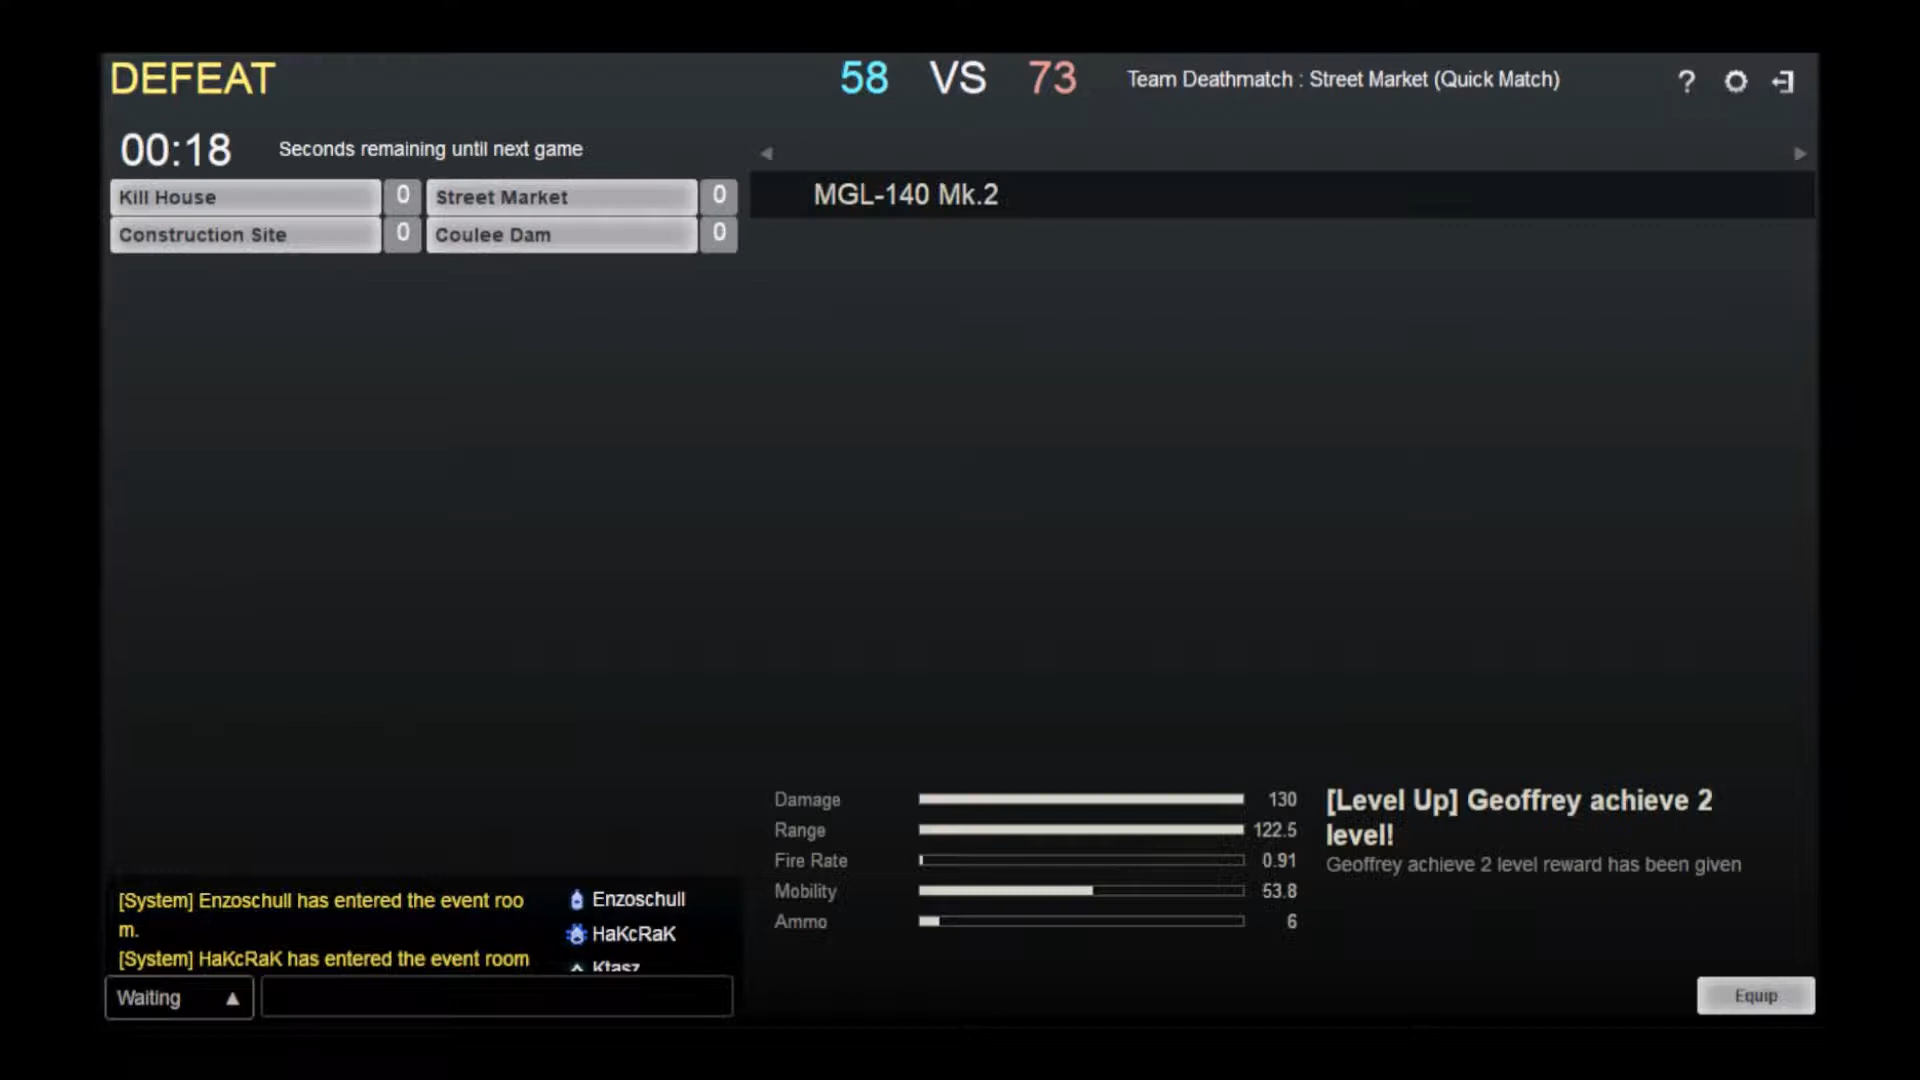 DEFEAT
58 VS 73
Team Deathmatch : Street Market (Quick Match)
?
00:18 Seconds remaining until next game
Kill House 0 Street Market 0
Construction Site 0 Coulee Dam 0
MGL-140 Mk.2
Damage 130
Range 122.5
Fire Rate 0.91
Mobility 53.8
Ammo 6
[Level Up] Geoffrey achieve 2
level!
Geoffrey achieve 2 level reward has been given
[System] Enzoschull has entered the event roo
m.
[System] HaKcRaK has entered the event room
Enzoschull
HaKcRaK
Ktasz
Waiting
Equip